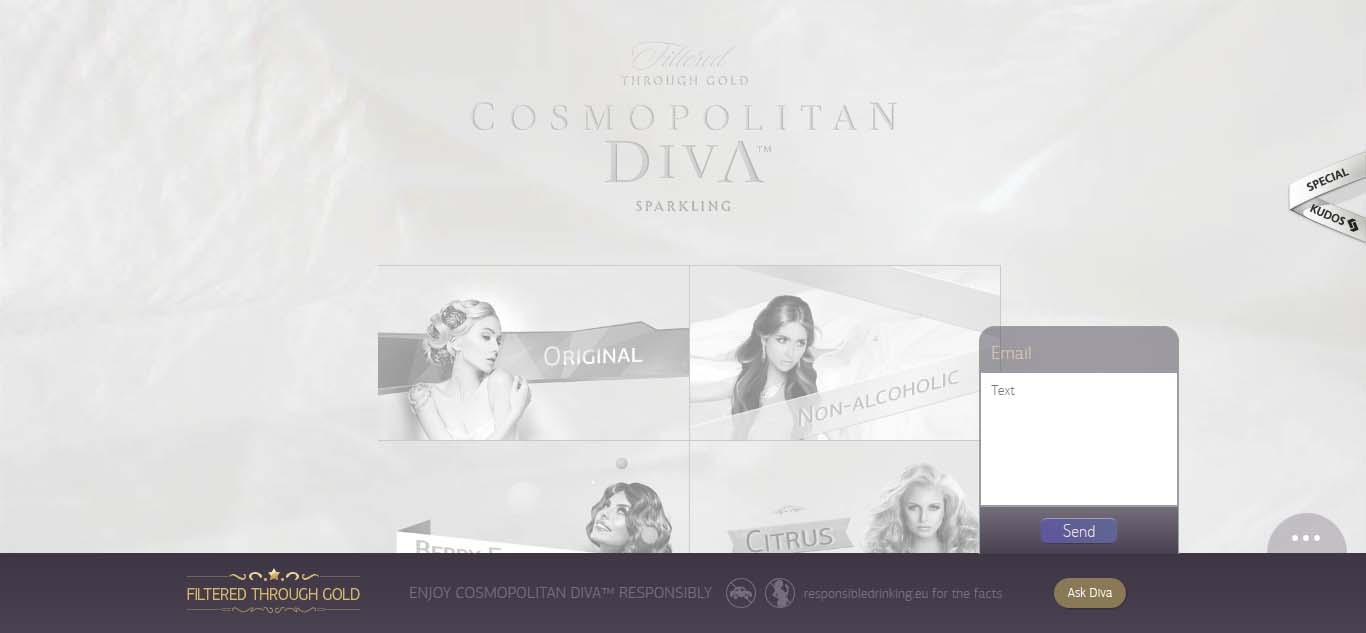 Filtered
THROUGH GOLD
COSMOPOLITAN
DIVA™
SPARKLING
SPECIAL
KUDOS
ORIGINAL
NON-ALCOHOLIC
Email
Text
BERRY
CITRUS
Send
FILTERED THROUGH GOLD
ENJOY COSMOPOLITAN DIVA™ RESPONSIBLY
responsibledrinking.eu for the facts
Ask Diva